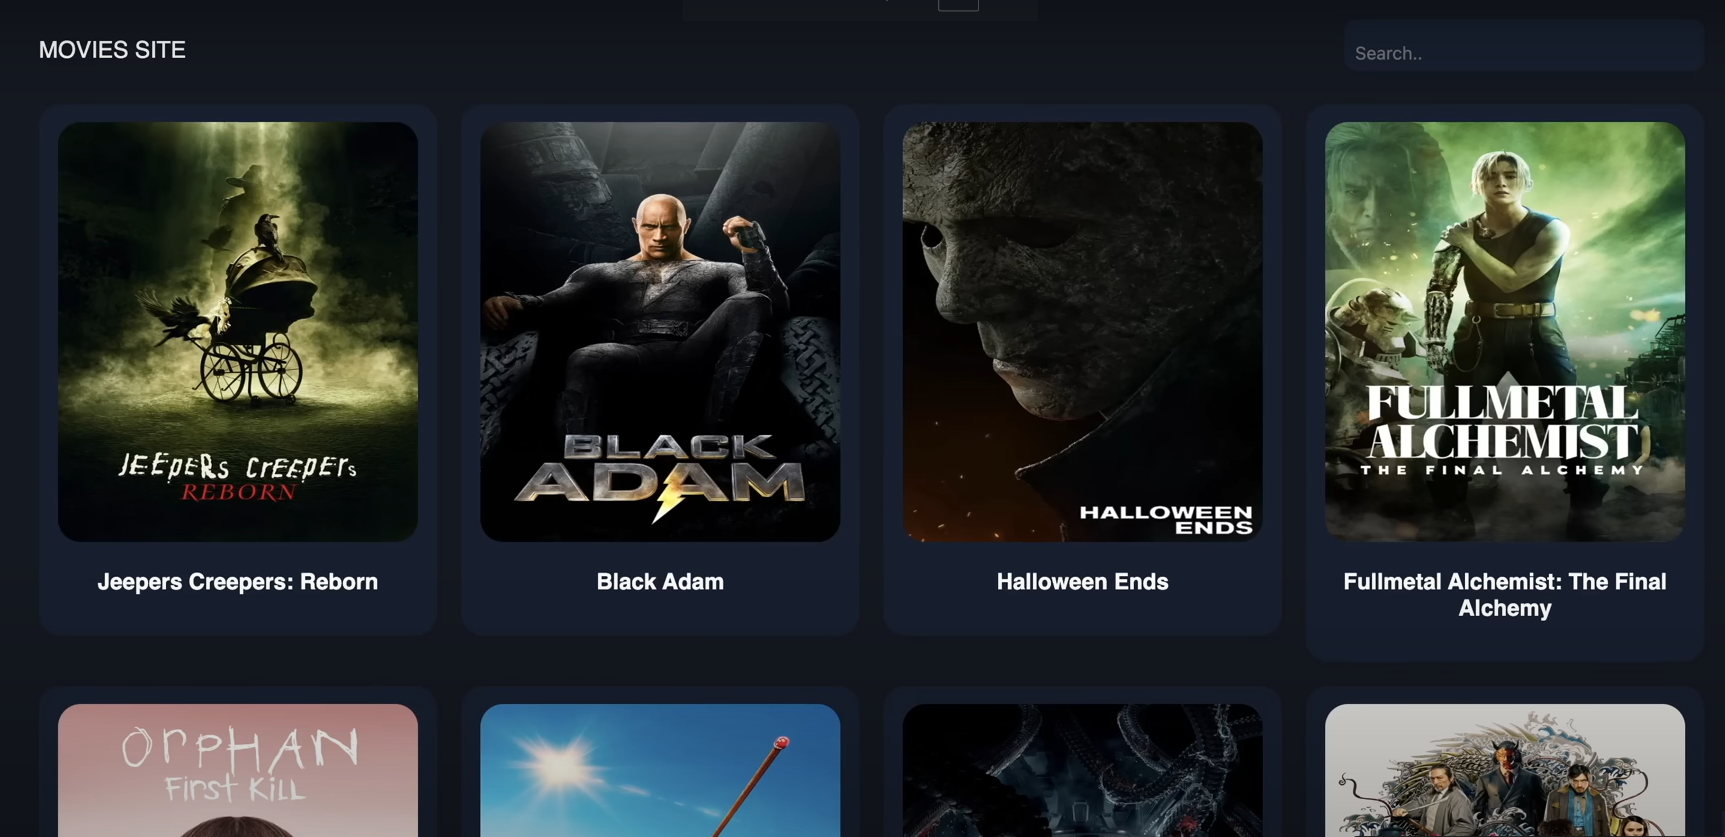 MOVIES SITE
Search..
JEEPERS CREEPERS
REBORN
BLACK
ADAM
HALLOWEEN
ENDS
FULLMETAL
ALCHEMIST
THE FINAL ALCHEMY
Jeepers Creepers: Reborn
Black Adam
Halloween Ends
Fullmetal Alchemist: The Final
Alchemy
ORPHAN
First Kill